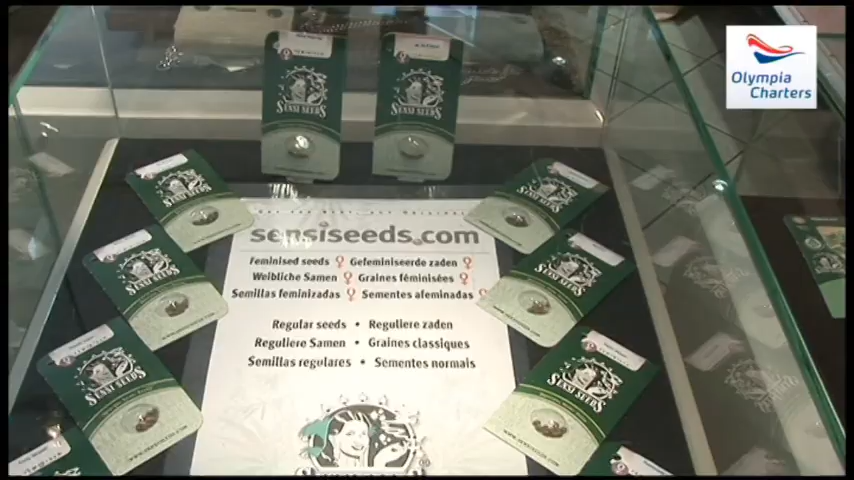 Olympia
Charters
SENSI SEEDS
SENSI SEEDS
sensiseeds.com
Feminised seeds ♀ Gefeminiseerde zaden ♀
Weibliche Samen ♀ Graines féminisées ♀
Semillas feminizadas ♀ Sementes afeminadas ♀
Regular seeds • Reguliere zaden
Reguliere Samen • Graines classiques
Semillas regulares • Sementes normais
SENSI SEEDS
SENSI SEEDS
SENSI SEEDS
SENSI SEEDS
SENSI SEEDS
SENSI SEEDS